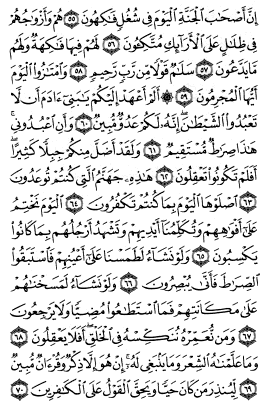 إِنَّ أَصْحَٰبَ ٱلْجَنَّةِ ٱلْيَوْمَ فِى شُغُلٍ فَٰكِهُونَ ٥٥ هُمْ وَأَزْوَٰجُهُمْ
فِى ظِلَٰلٍ عَلَى ٱلْأَرَآئِكِ مُتَّكِـُٔونَ ٥٦ لَهُمْ فِيهَا فَٰكِهَةٌ وَلَهُم
مَّا يَدَّعُونَ ٥٧ سَلَٰمٌ قَوْلًا مِّن رَّبٍّ رَّحِيمٍ ٥٨ وَٱمْتَٰزُوا۟ ٱلْيَوْمَ
أَيُّهَا ٱلْمُجْرِمُونَ ٥٩ ۞ أَلَمْ أَعْهَدْ إِلَيْكُمْ يَٰبَنِىٓ ءَادَمَ أَن لَّا
تَعْبُدُوا۟ ٱلشَّيْطَٰنَ إِنَّهُۥ لَكُمْ عَدُوٌّ مُّبِينٌ ٦٠ وَأَنِ ٱعْبُدُونِى
هَٰذَا صِرَٰطٌ مُّسْتَقِيمٌ ٦١ وَلَقَدْ أَضَلَّ مِنكُمْ جِبِلًّا كَثِيرًا
أَفَلَمْ تَكُونُوا۟ تَعْقِلُونَ ٦٢ هَٰذِهِۦ جَهَنَّمُ ٱلَّتِى كُنتُمْ تُوعَدُونَ
٦٣ ٱصْلَوْهَا ٱلْيَوْمَ بِمَا كُنتُمْ تَكْفُرُونَ ٦٤ ٱلْيَوْمَ نَخْتِمُ
عَلَىٰٓ أَفْوَٰهِهِمْ وَتُكَلِّمُنَآ أَيْدِيهِمْ وَتَشْهَدُ أَرْجُلُهُم بِمَا كَانُوا۟
يَكْسِبُونَ ٦٥ وَلَوْ نَشَآءُ لَطَمَسْنَا عَلَىٰٓ أَعْيُنِهِمْ فَٱسْتَبَقُوا۟
ٱلصِّرَٰطَ فَأَنَّىٰ يُبْصِرُونَ ٦٦ وَلَوْ نَشَآءُ لَمَسَخْنَٰهُمْ
عَلَىٰ مَكَانَتِهِمْ فَمَا ٱسْتَطَٰعُوا۟ مُضِيًّا وَلَا يَرْجِعُونَ
٦٧ وَمَن نُّعَمِّرْهُ نُنَكِّسْهُ فِى ٱلْخَلْقِ أَفَلَا يَعْقِلُونَ ٦٨
وَمَا عَلَّمْنَٰهُ ٱلشِّعْرَ وَمَا يَنۢبَغِى لَهُۥٓ إِنْ هُوَ إِلَّا ذِكْرٌ وَقُرْءَانٌ مُّبِينٌ
٦٩ لِّيُنذِرَ مَن كَانَ حَيًّا وَيَحِقَّ ٱلْقَوْلُ عَلَى ٱلْكَٰفِرِينَ ٧٠